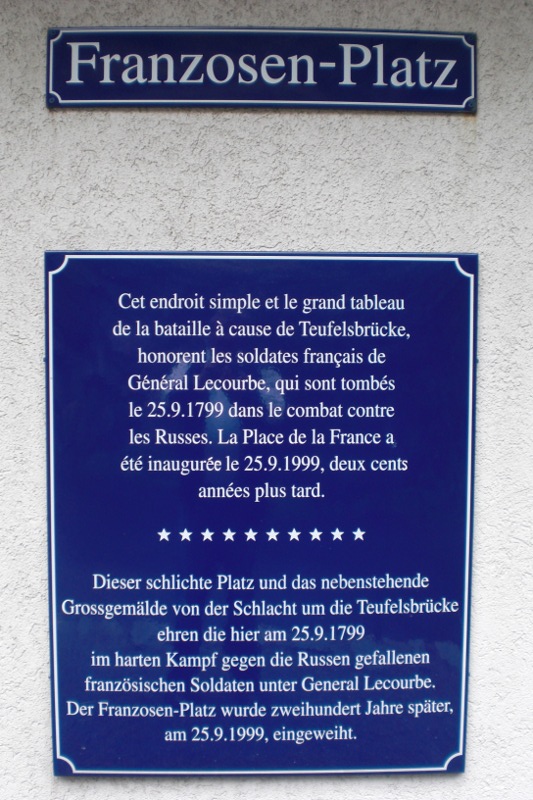 Franzosen-Platz
Cet endroit simple et le grand tableau
de la bataille à cause de Teufelsbrücke,
honorent les soldates français de
Général Lecourbe, qui sont tombés
le 25.9.1799 dans le combat contre
les Russes. La Place de la France a
été inaugurée le 25.9.1999, deux cents
années plus tard.
★★★★★★★★★★
Dieser schlichte Platz und das nebenstehende
Grossgemälde von der Schlacht um die Teufelsbrücke
ehren die hier am 25.9.1799
im harten Kampf gegen die Russen gefallenen
französischen Soldaten unter General Lecourbe.
Der Franzosen-Platz wurde zweihundert Jahre später,
am 25.9.1999, eingeweiht.